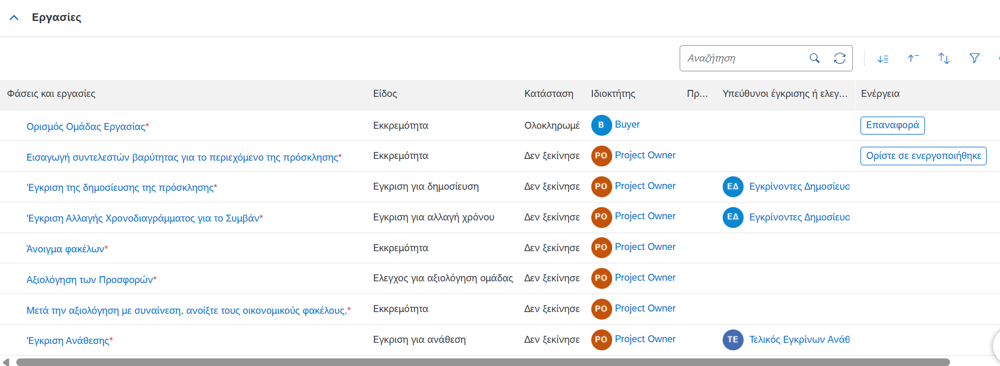 Εργασίες
Αναζήτηση
Φάσεις και εργασίες Είδος Κατάσταση Ιδιοκτήτης Πρ... Υπεύθυνοι έγκρισης ή ελεγ... Ενέργεια
Ορισμός Ομάδας Εργασίας* Εκκρεμότητα Ολοκληρωμέ B Buyer Επαναφορά
Εισαγωγή συντελεστών βαρύτητας για το περιεχόμενο της πρόσκλησης* Εκκρεμότητα Δεν ξεκίνησε PO Project Owner Ορίστε σε ενεργοποιήθηκε
'Εγκριση της δημοσίευσης της πρόσκλησης* Εγκριση για δημοσίευση Δεν ξεκίνησε PO Project Owner ΕΔ Εγκρίνοντες Δημοσίευσ
'Εγκριση Αλλαγής Χρονοδιαγράμματος για το Συμβάν* Εγκριση για αλλαγή χρόνου Δεν ξεκίνησε PO Project Owner ΕΔ Εγκρίνοντες Δημοσίευσ
Άνοιγμα φακέλων* Εκκρεμότητα Δεν ξεκίνησε PO Project Owner
Αξιολόγηση των Προσφορών* Ελεγχος για αξιολόγηση ομάδας Δεν ξεκίνησε PO Project Owner
Μετά την αξιολόγηση με συναίνεση, ανοίξτε τους οικονομικούς φακέλους.* Εκκρεμότητα Δεν ξεκίνησε PO Project Owner
'Εγκριση Ανάθεσης* Εγκριση για ανάθεση Δεν ξεκίνησε PO Project Owner ΤΕ Τελικός Εγκρίνων Ανάθ